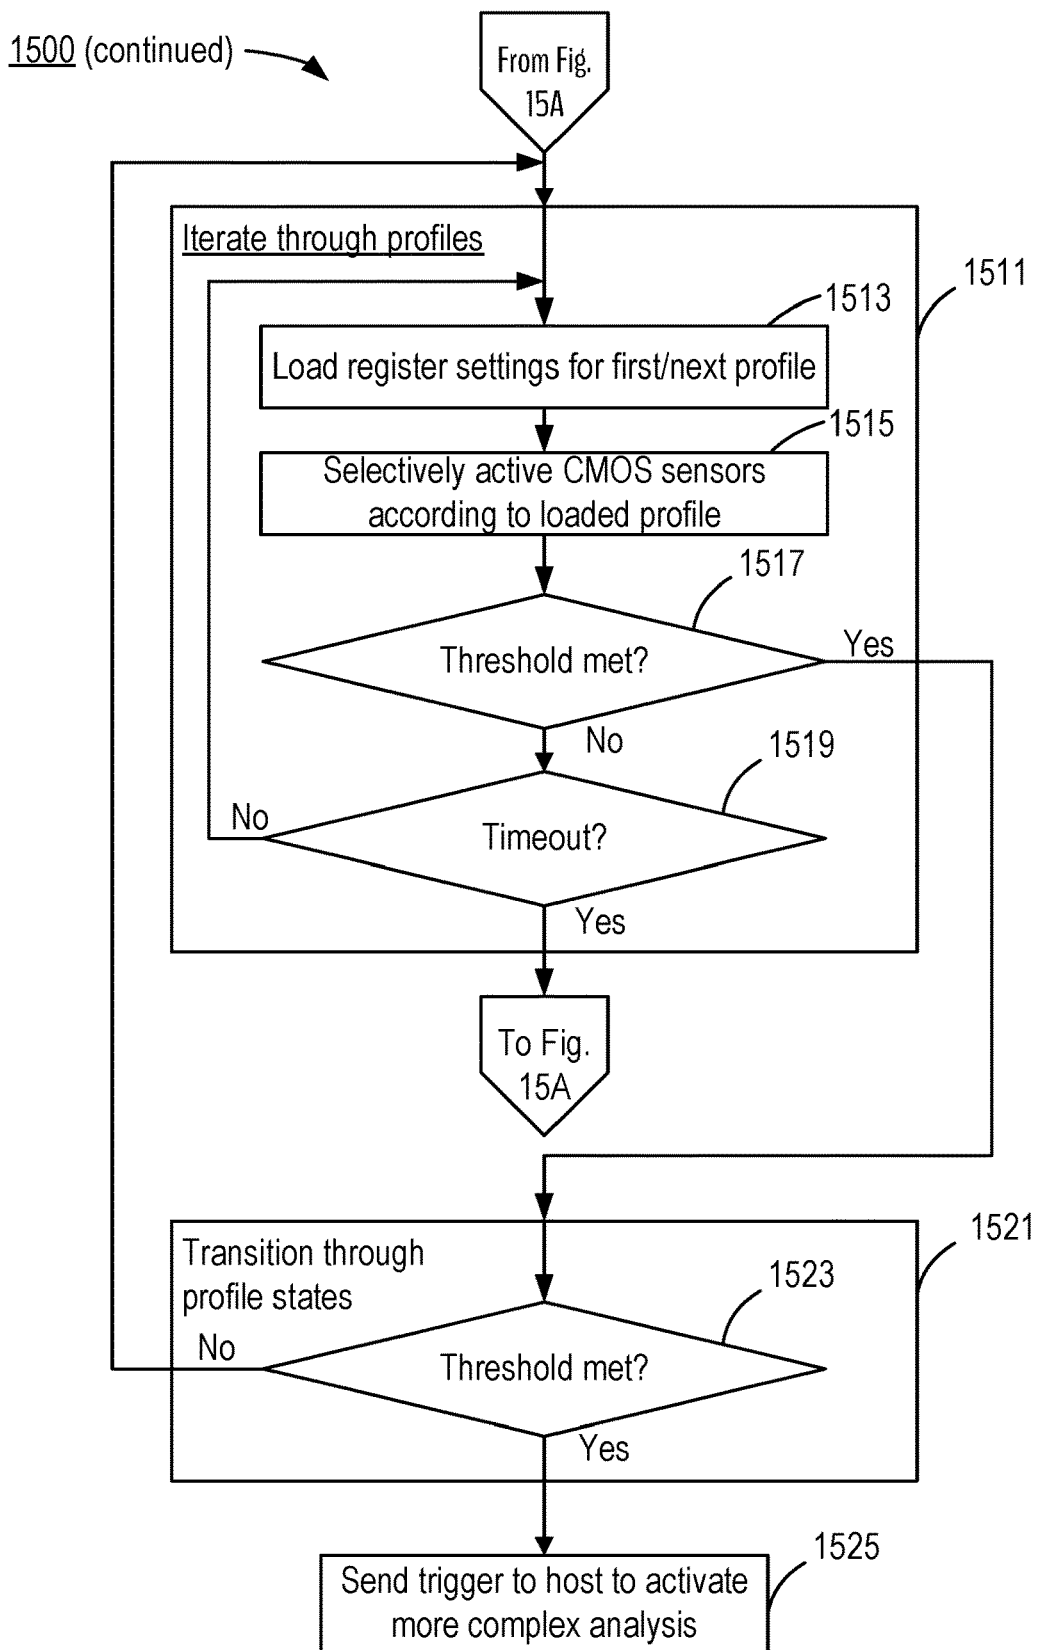 1500 (continued)
From Fig.
15A
Iterate through profiles
1511
1513
Load register settings for first/next profile
1515
Selectively active CMOS sensors
according to loaded profile
1517
Threshold met?
Yes
No
1519
Timeout?
No
Yes
To Fig.
15A
1521
Transition through
profile states
1523
Threshold met?
No
Yes
1525
Send trigger to host to activate
more complex analysis